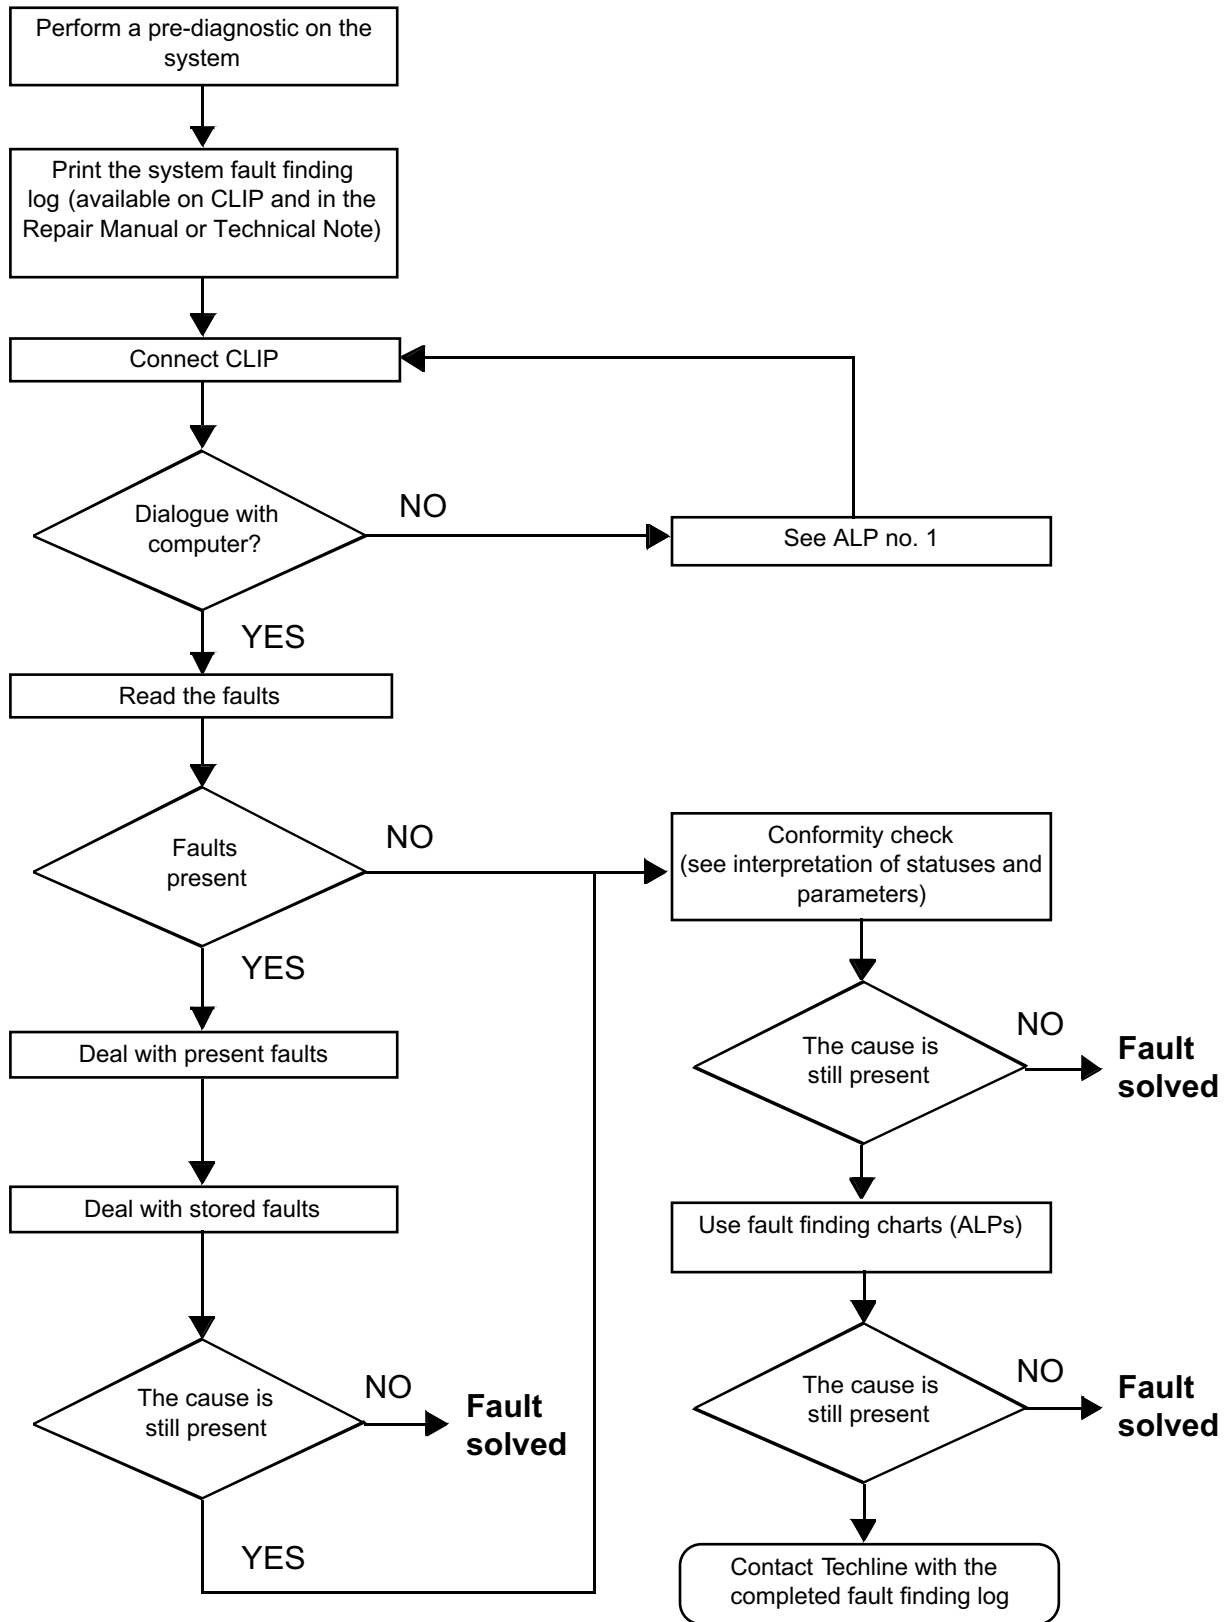 Perform a pre-diagnostic on the
system
Print the system fault finding
log (available on CLIP and in the
Repair Manual or Technical Note)
Connect CLIP
Dialogue with
computer?
NO
See ALP no. 1
YES
Read the faults
Faults
present
NO
Conformity check
(see interpretation of statuses and
parameters)
YES
Deal with present faults
The cause is
still present
NO
Fault
solved
Deal with stored faults
Use fault finding charts (ALPs)
The cause is
still present
NO
Fault
solved
The cause is
still present
NO
Fault
solved
YES
Contact Techline with the
completed fault finding log